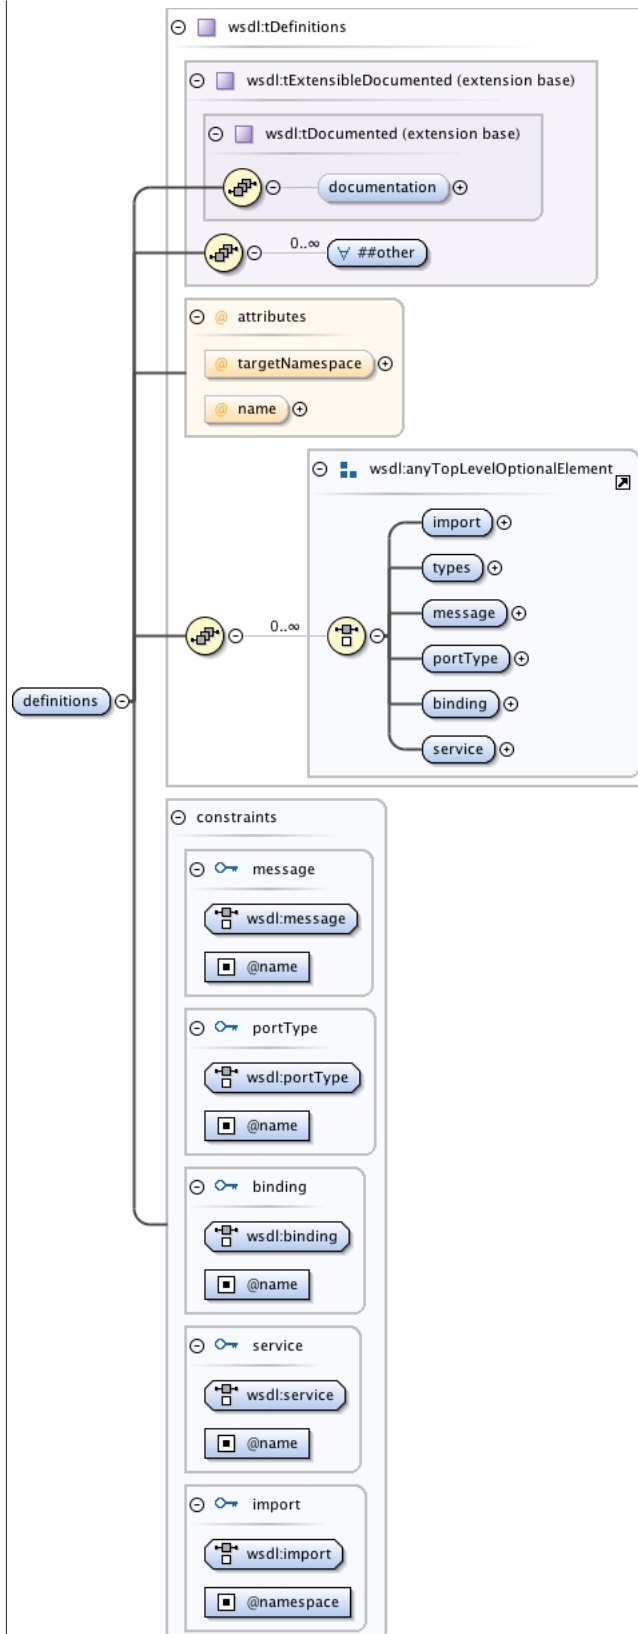 wsdl:tDefinitions
wsdl:tExtensibleDocumented (extension base)
wsdl:tDocumented (extension base)
documentation
0..∞
∀ ##other
@ attributes
@ targetNamespace
@ name
wsdl:anyTopLevelOptionalElement
import
types
message
0..∞
portType
binding
service
definitions
constraints
message
wsdl:message
@name
portType
wsdl:portType
@name
binding
wsdl:binding
@name
service
wsdl:service
@name
import
wsdl:import
@namespace